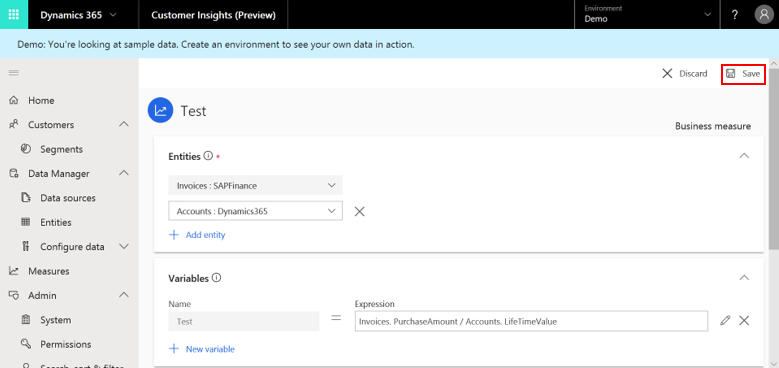 Dynamics 365 Customer Insights (Preview) Environment
Demo ?
Demo: You're looking at sample data. Create an environment to see your own data in action.
Discard Save
Home
Test
Customers
Business measure
Segments
Entities *
Data Manager
Invoices : SAPFinance
Data sources
Accounts : Dynamics365
Entities
Add entity
Configure data
Measures
Variables
Admin
Name Expression
System
Test = Invoices. PurchaseAmount / Accounts. LifeTimeValue
Permissions
New variable
Search, sort & filter